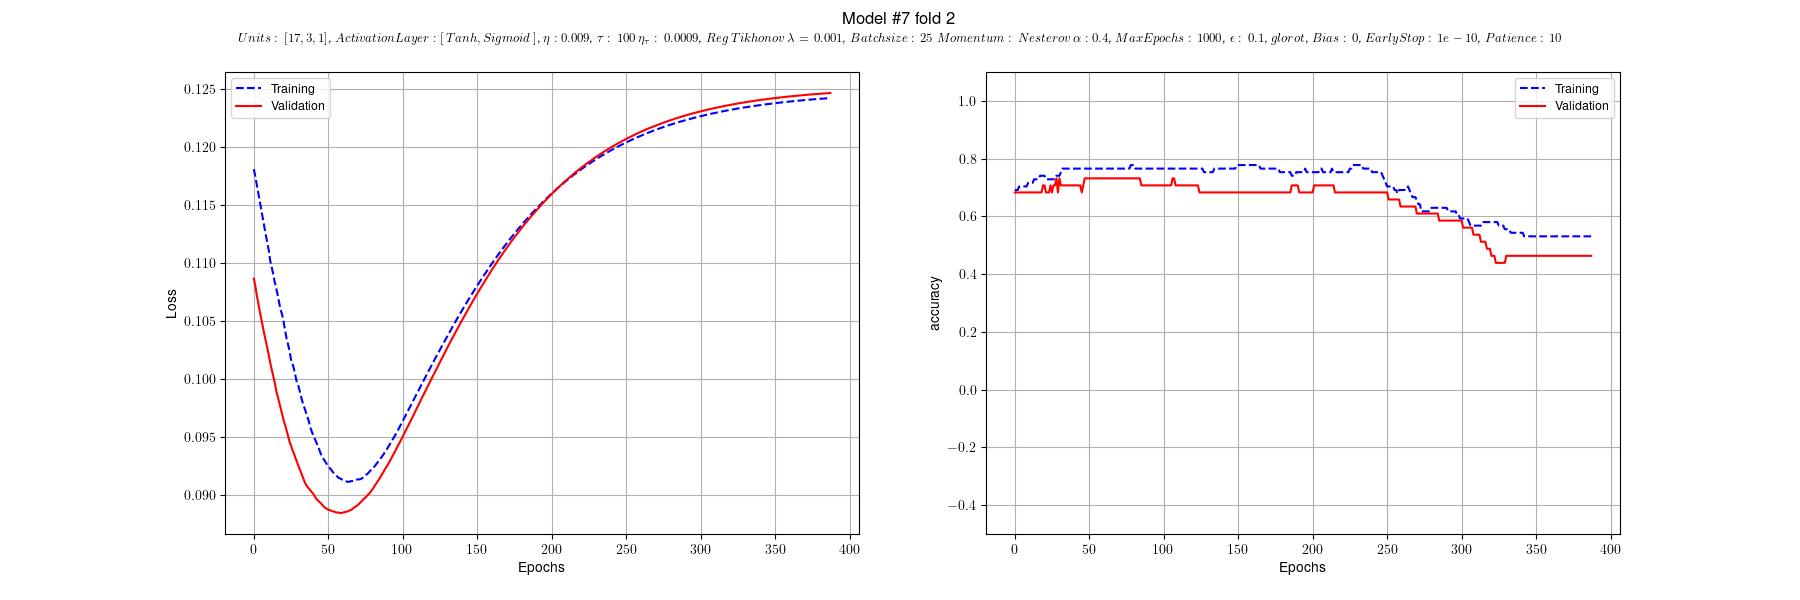 Model #7 fold 2
Units : [17, 3, 1], ActivationLayer : [ Tanh, Sigmoid ], η : 0.009, τ : 100 ητ : 0.0009, Reg Tikhonov λ = 0.001, Batchsize : 25 Momentum : Nesterov α : 0.4, MaxEpochs : 1000, ϵ : 0.1, glorot, Bias : 0, EarlyStop : 1e − 10, Patience : 10
Training
Validation
0.125
0.120
0.115
0.110
0.105
0.100
0.095
0.090
Loss
0 50 100 150 200 250 300 350 400
Epochs
Training
Validation
1.0
0.8
0.6
0.4
0.2
0.0
−0.2
−0.4
accuracy
0 50 100 150 200 250 300 350 400
Epochs